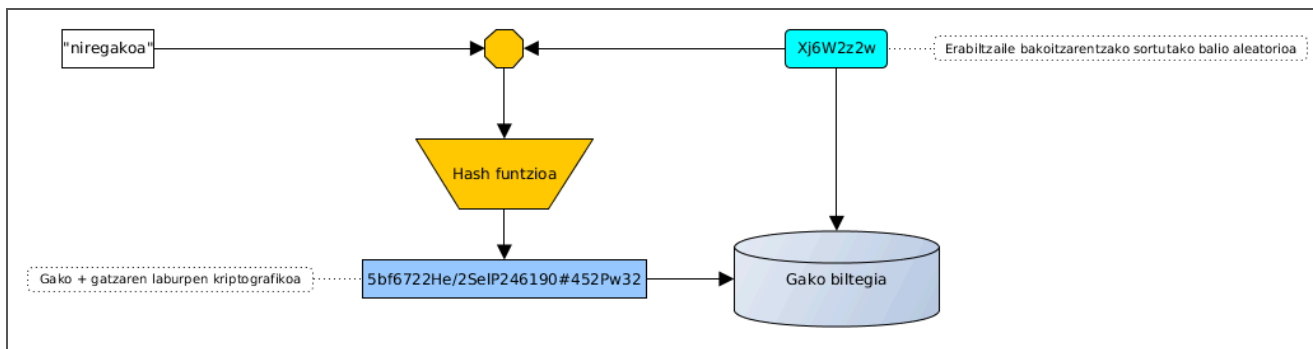 "niregakoa"
Xj6W2z2w
Erabiltzaile bakoitzarentzako sortutako balio aleatorioa
Hash funtzioa
Gako + gatzaren laburpen kriptografikoa
5bf6722He/2SeIP246190#452Pw32
Gako biltegia